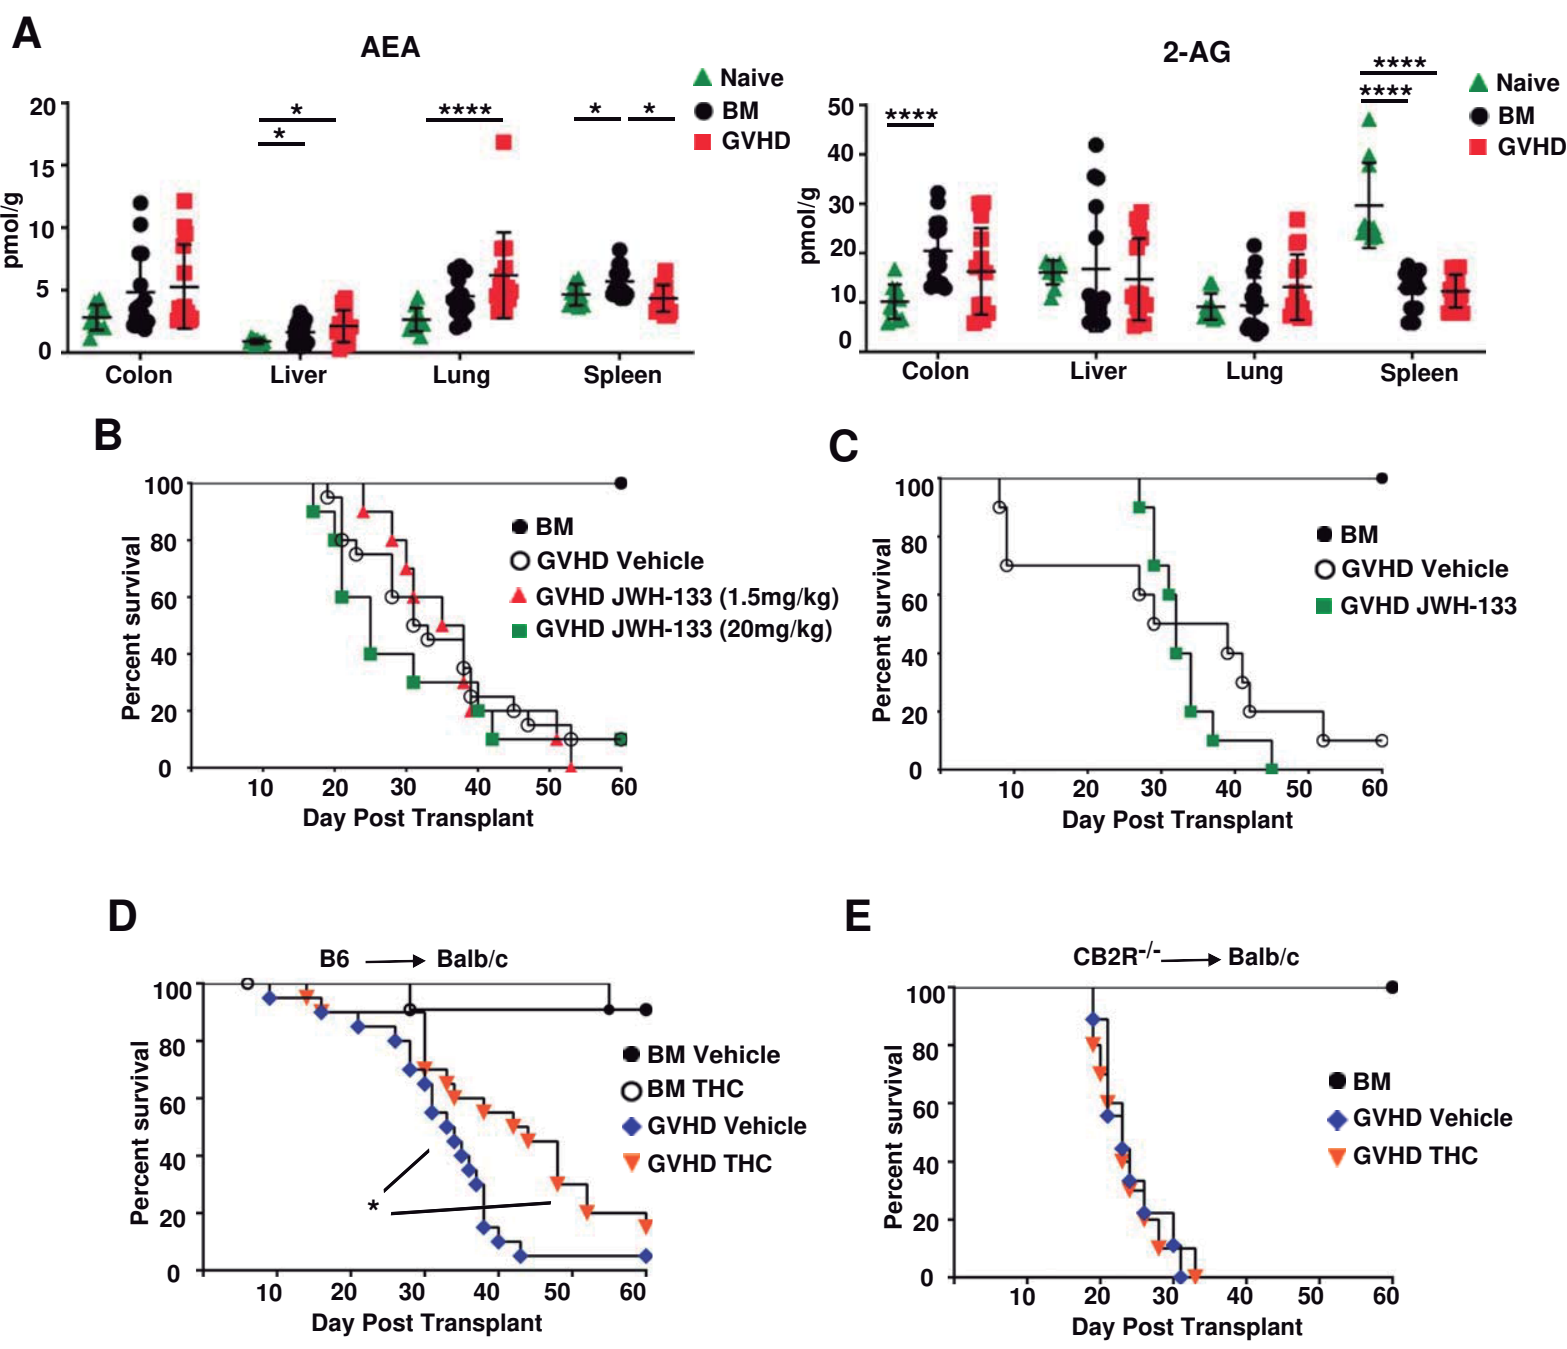 A
AEA
Naive
BM
GVHD
20
15
10
5
0
pmol/g
* * **** * *
Colon Liver Lung Spleen
2-AG
Naive
BM
GVHD
50
40
30
20
10
0
pmol/g
**** **** ****
Colon Liver Lung Spleen
B
100
80
60
40
20
0
Percent survival
BM
GVHD Vehicle
GVHD JWH-133 (1.5mg/kg)
GVHD JWH-133 (20mg/kg)
10 20 30 40 50 60
Day Post Transplant
C
100
80
60
40
20
0
Percent survival
BM
GVHD Vehicle
GVHD JWH-133
10 20 30 40 50 60
Day Post Transplant
D
B6 Balb/c
100
80
60
40
20
0
Percent survival
*
BM Vehicle
BM THC
GVHD Vehicle
GVHD THC
10 20 30 40 50 60
Day Post Transplant
E
CB2R-/- Balb/c
100
80
60
40
20
0
Percent survival
BM
GVHD Vehicle
GVHD THC
10 20 30 40 50 60
Day Post Transplant